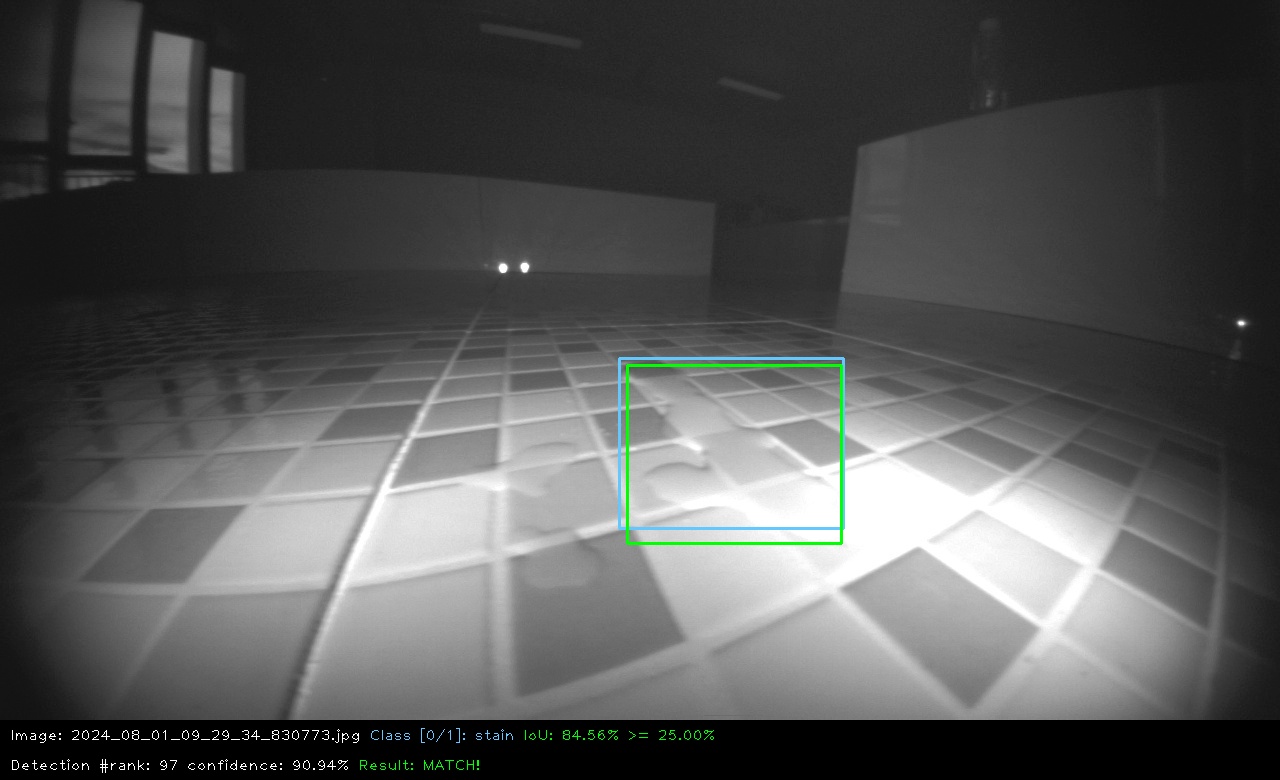 Image: 2024_08_01_09_29_34_830773.jpg Class [0/1]: stain IoU: 84.56% >= 25.00%
Detection #rank: 97 confidence: 90.94% Result: MATCH!